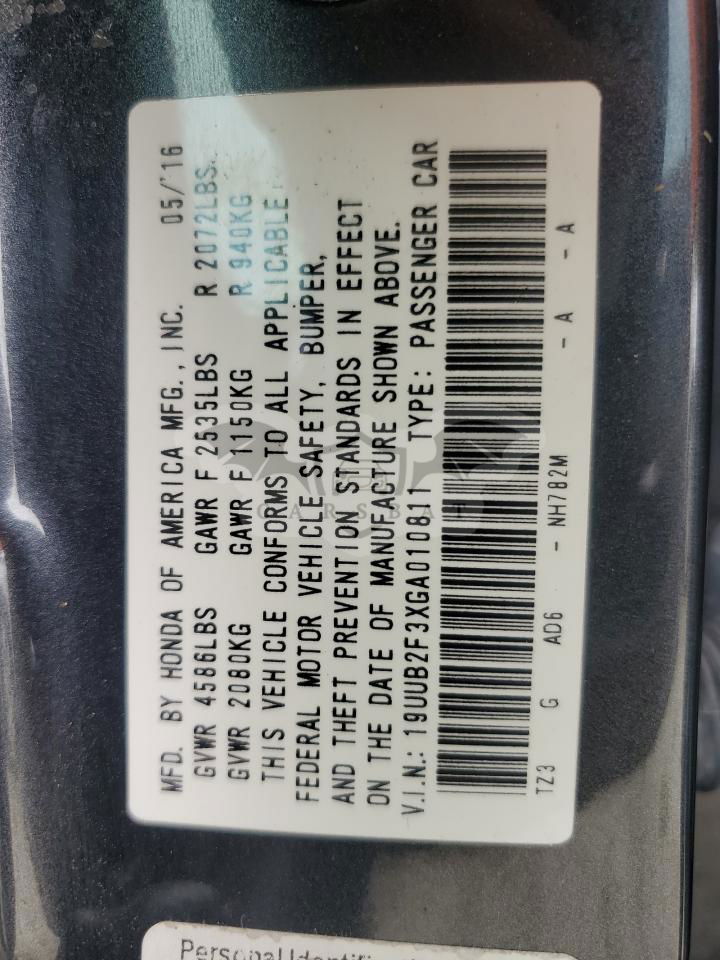 MFD. BY HONDA OF AMERICA MFG., INC. 05/'16
GVWR 4586LBS GAWR F 2535LBS R 2072LBS
GVWR 2080KG GAWR F 1150KG R 940KG
THIS VEHICLE CONFORMS TO ALL APPLICABLE
FEDERAL MOTOR VEHICLE SAFETY, BUMPER,
AND THEFT PREVENTION STANDARDS IN EFFECT
ON THE DATE OF MANUFACTURE SHOWN ABOVE.
V.I.N.: 19UUB2F3XGA010811 TYPE: PASSENGER CAR
TZ3 G AD6 - NH782M - A - A
CARSBAT
Personal